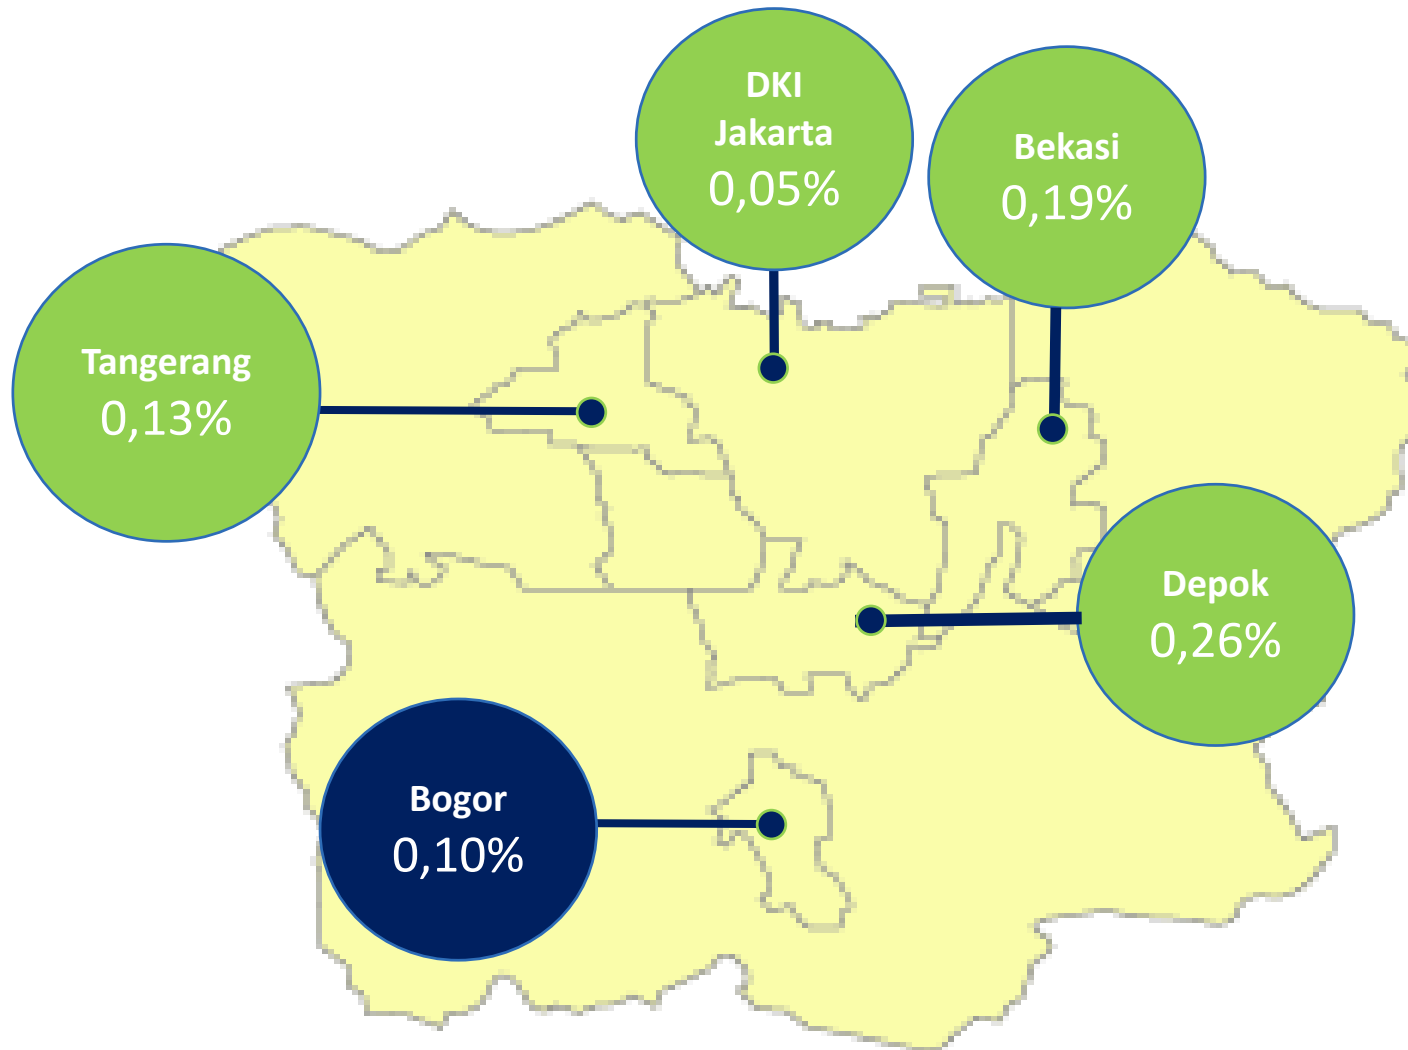 DKI
Jakarta
0,05%
Bekasi
0,19%
Tangerang
0,13%
Depok
0,26%
Bogor
0,10%